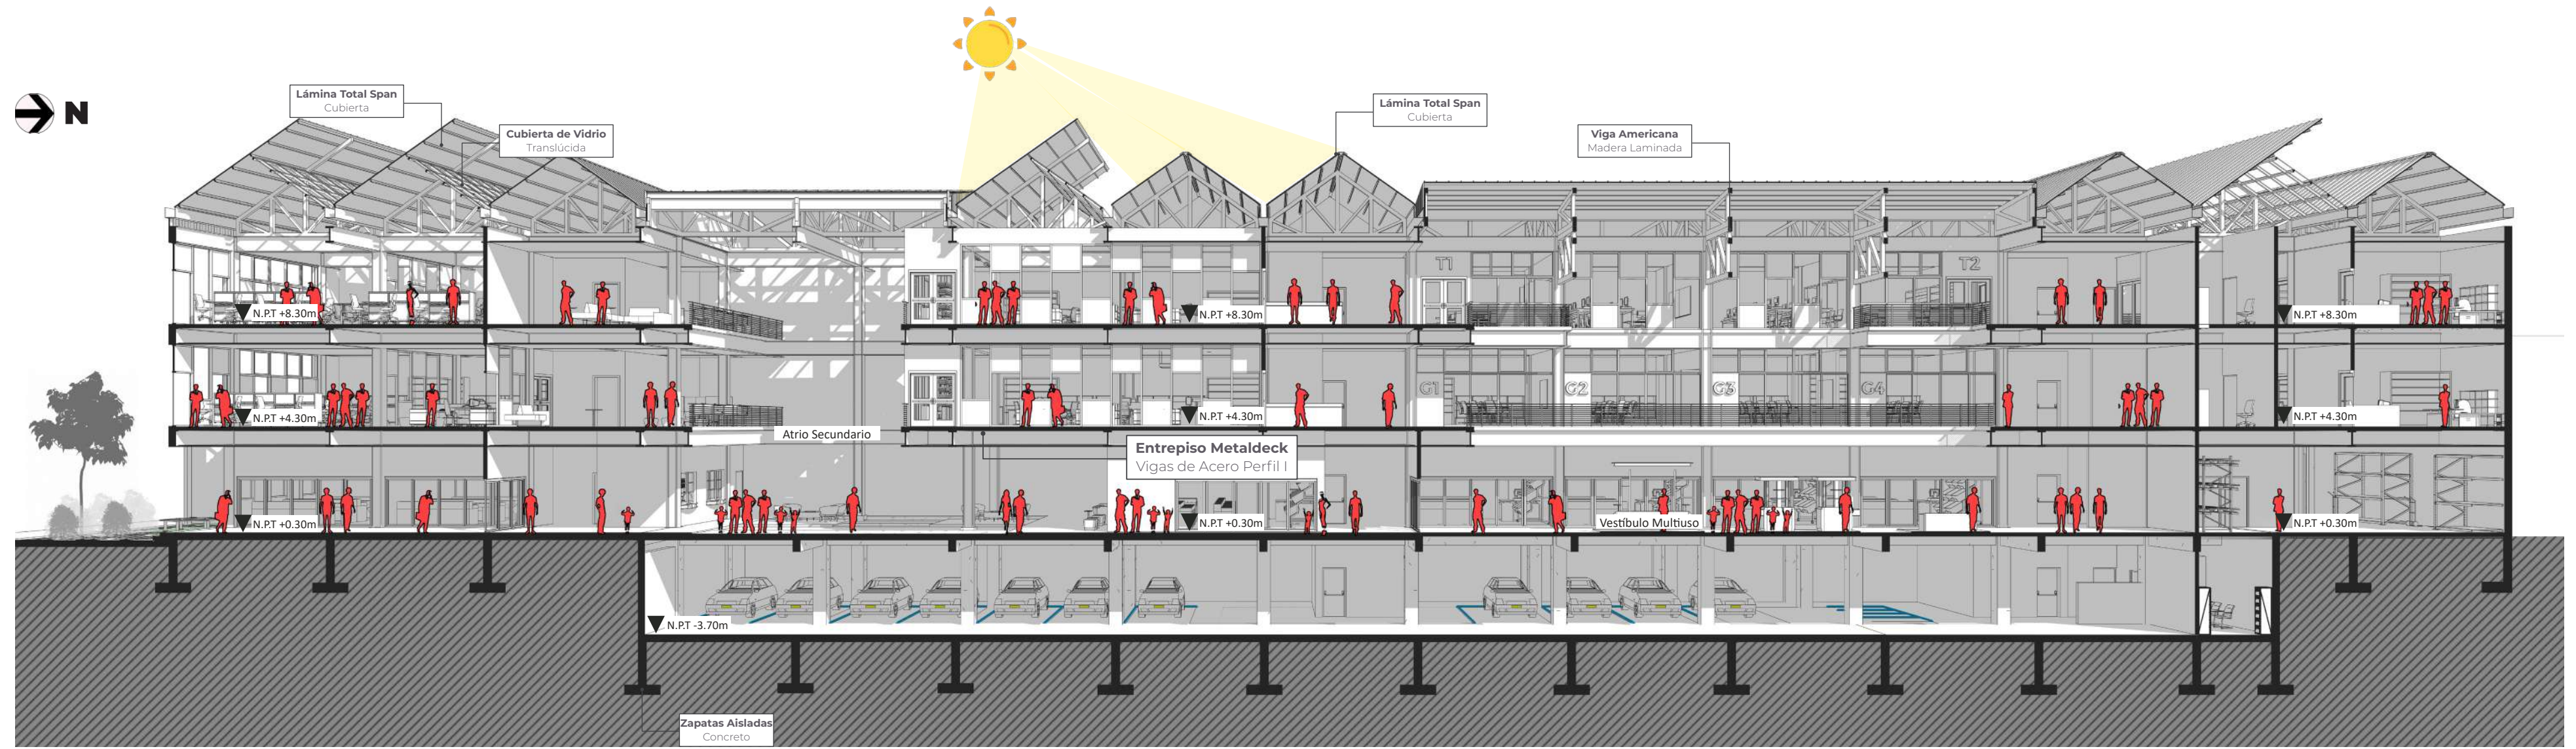 N
Lámina Total Span
Cubierta
Cubierta de Vidrio
Translúcida
Lámina Total Span
Cubierta
Viga Americana
Madera Laminada
T1
T2
N.P.T +8.30m
N.P.T +8.30m
N.P.T +8.30m
G1
G2
G3
G4
N.P.T +4.30m
N.P.T +4.30m
N.P.T +4.30m
Atrio Secundario
Entrepiso Metaldeck
Vigas de Acero Perfil I
N.P.T +0.30m
N.P.T +0.30m
Vestíbulo Multiuso
N.P.T +0.30m
N.P.T -3.70m
Zapatas Aisladas
Concreto